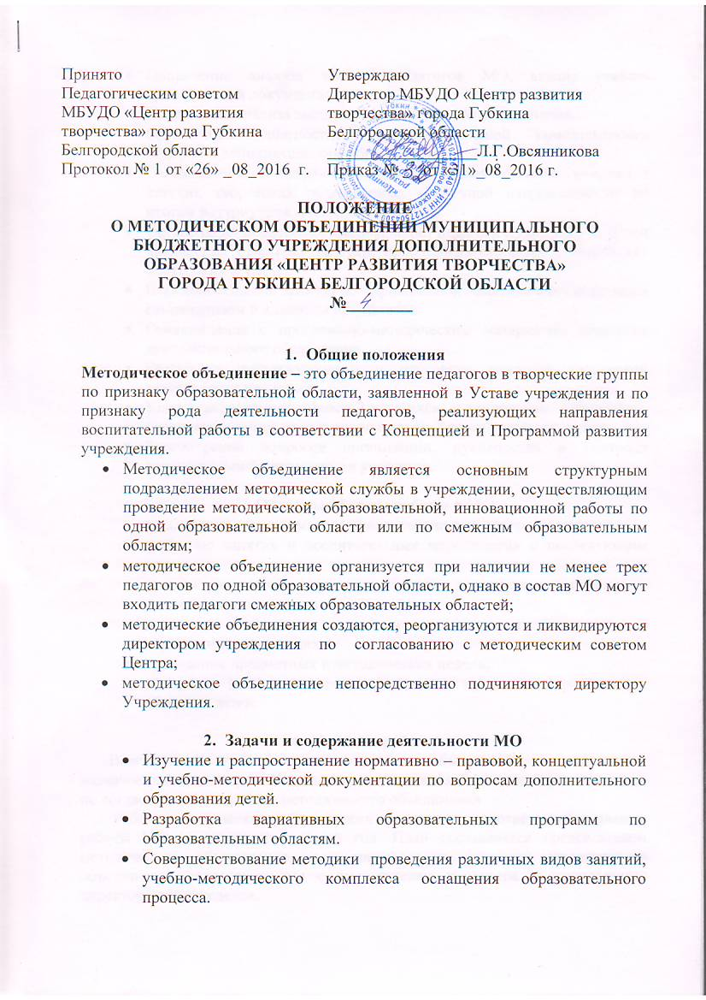 Принято
Педагогическим советом
МБУДО «Центр развития
творчества» города Губкина
Белгородской области
Протокол № 1 от «26» _08_2016 г.
Утверждаю
Директор МБУДО «Центр развития
творчества» города Губкина
Белгородской области
Л.Г.Овсянникова
Приказ № от «31»_08_2016 г.
ПОЛОЖЕНИЕ
О МЕТОДИЧЕСКОМ ОБЪЕДИНЕНИИ МУНИЦИПАЛЬНОГО
БЮДЖЕТНОГО УЧРЕЖДЕНИЯ ДОПОЛНИТЕЛЬНОГО
ОБРАЗОВАНИЯ «ЦЕНТР РАЗВИТИЯ ТВОРЧЕСТВА»
ГОРОДА ГУБКИНА БЕЛГОРОДСКОЙ ОБЛАСТИ
№ 4
1. Общие положения
Методическое объединение – это объединение педагогов в творческие группы
по признаку образовательной области, заявленной в Уставе учреждения и по
признаку рода деятельности педагогов, реализующих направления
воспитательной работы в соответствии с Концепцией и Программой развития
учреждения.
• Методическое объединение является основным структурным
подразделением методической службы в учреждении, осуществляющим
проведение методической, образовательной, инновационной работы по
одной образовательной области или по смежным образовательным
областям;
• методическое объединение организуется при наличии не менее трех
педагогов по одной образовательной области, однако в состав МО могут
входить педагоги смежных образовательных областей;
• методические объединения создаются, реорганизуются и ликвидируются
директором учреждения по согласованию с методическим советом
Центра;
• методическое объединение непосредственно подчиняются директору
Учреждения.
2. Задачи и содержание деятельности МО
• Изучение и распространение нормативно – правовой, концептуальной
и учебно-методической документации по вопросам дополнительного
образования детей.
• Разработка вариативных образовательных программ по
образовательным областям.
• Совершенствование методики проведения различных видов занятий,
учебно-методического комплекса оснащения образовательного
процесса.